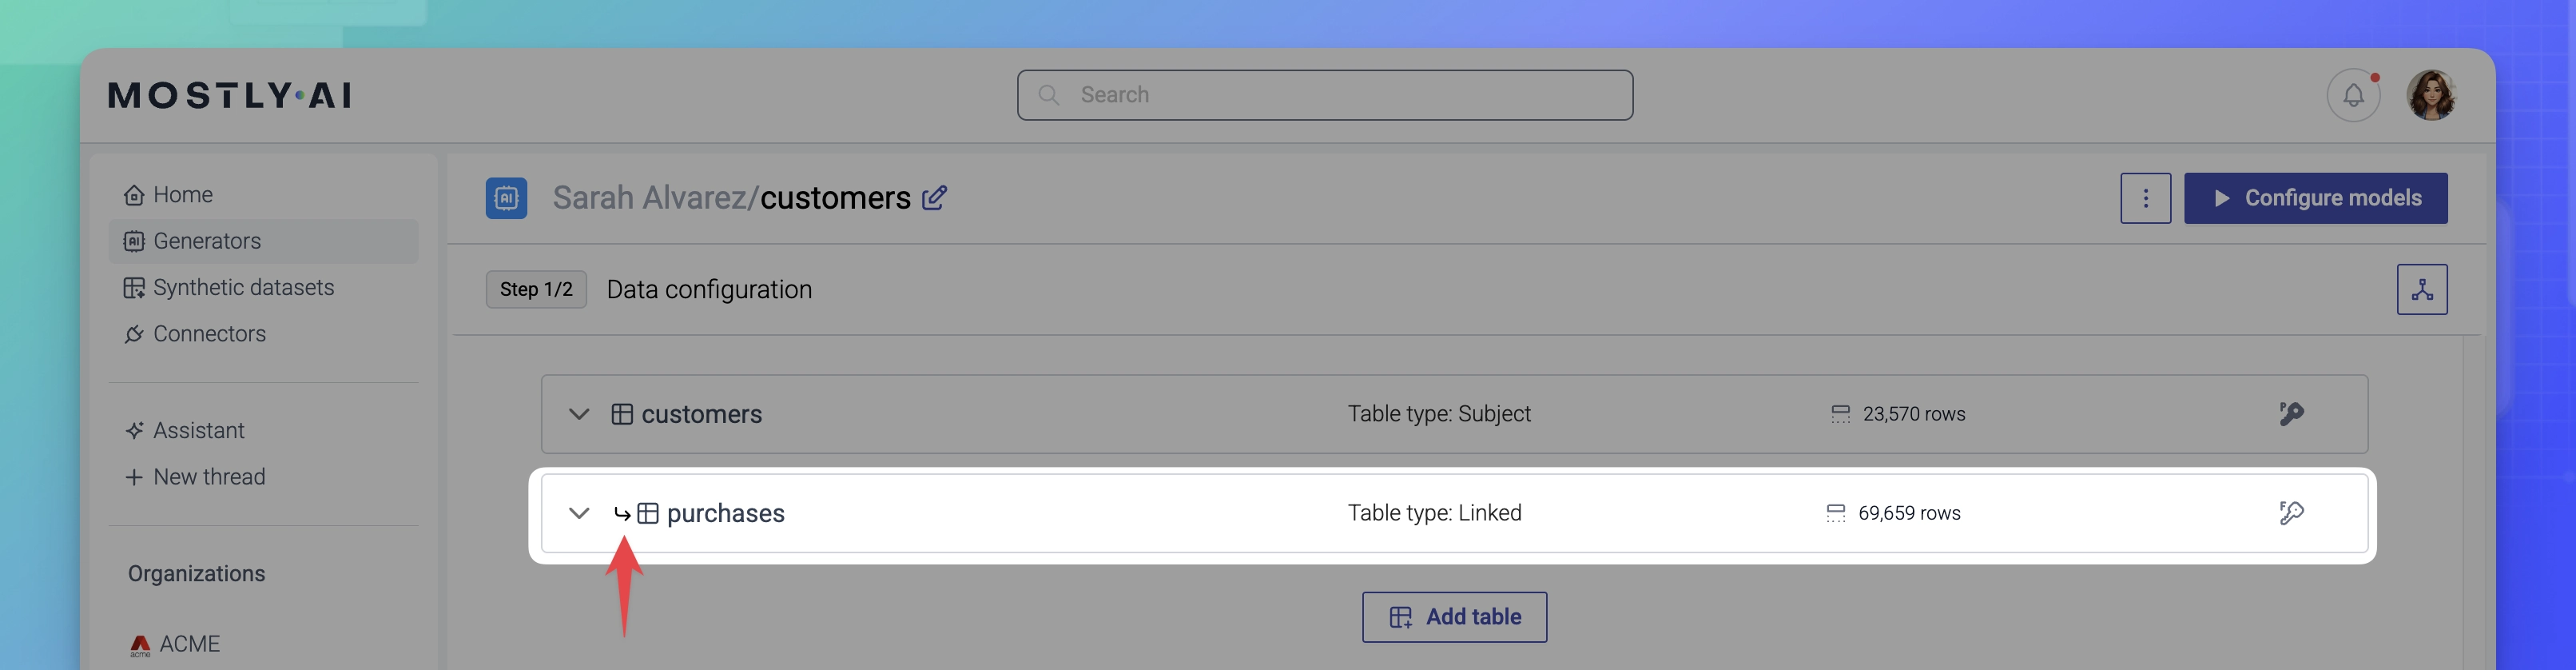 MOSTLY·AI
Search
Home
Generators
Synthetic datasets
Connectors
Assistant
New thread
Organizations
acme
ACME
Sarah Alvarez/customers
Configure models
Step 1/2
Data configuration
customers
Table type: Subject
23,570 rows
purchases
Table type: Linked
69,659 rows
Add table